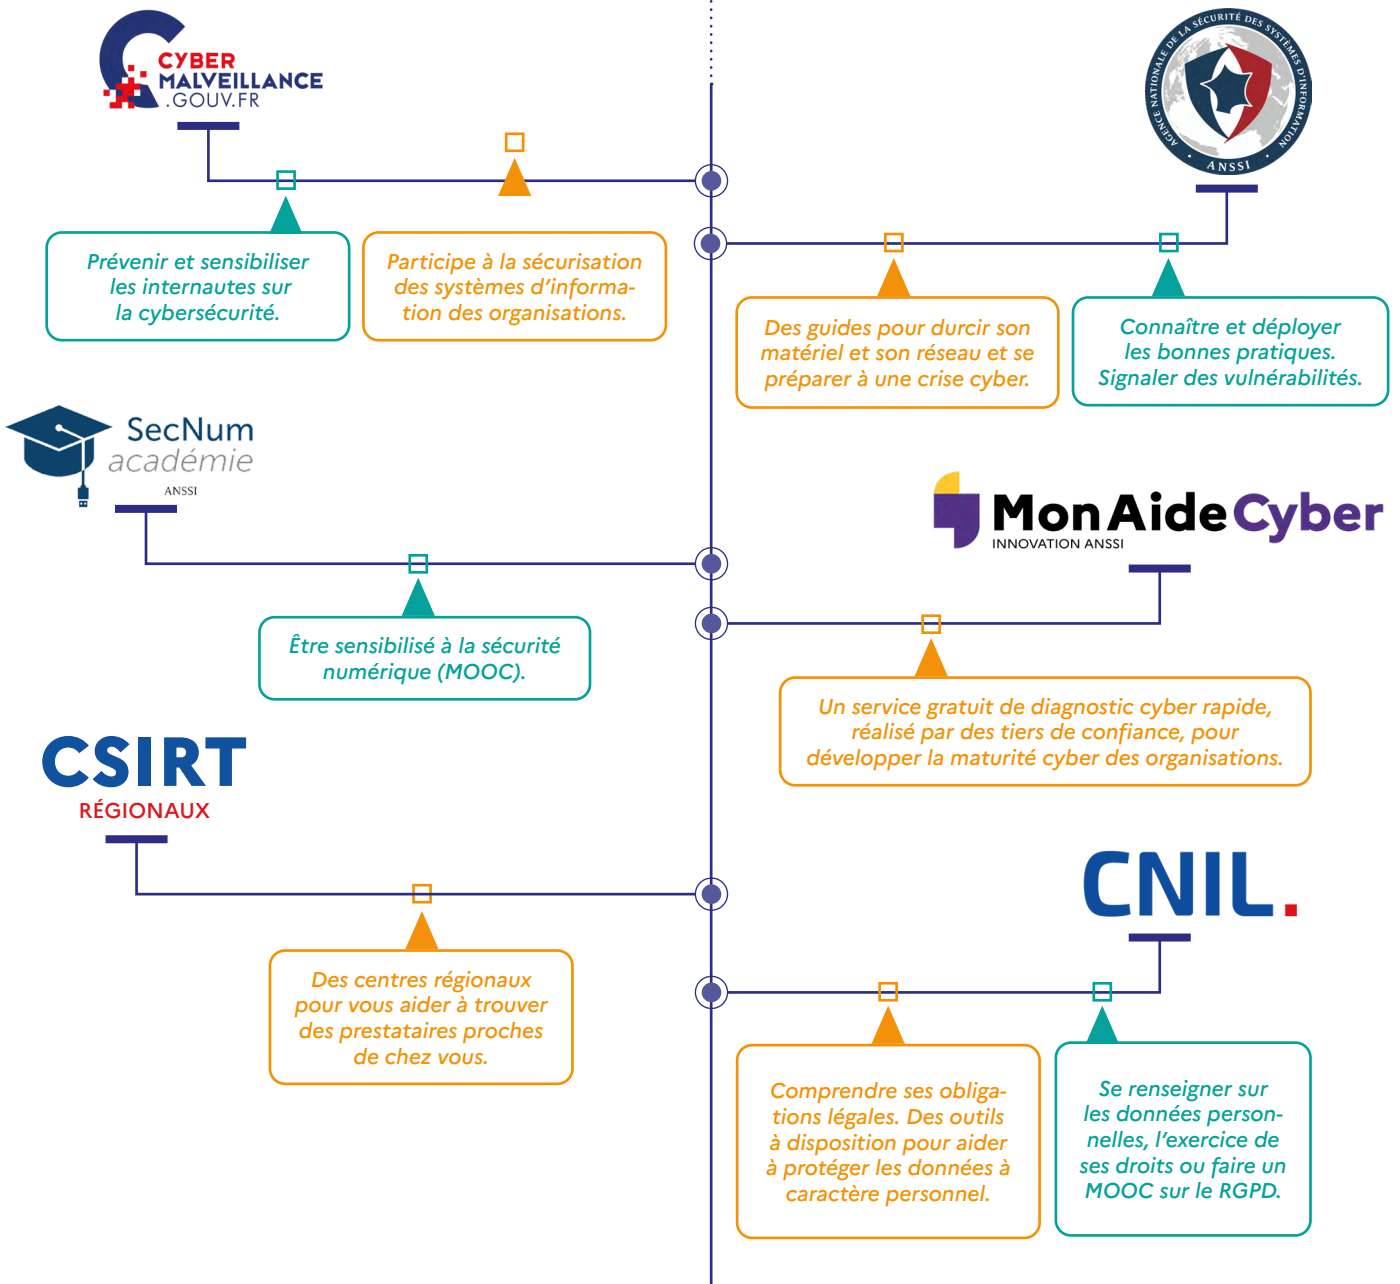 CYBER
MALVEILLANCE
.GOUV.FR
AGENCE NATIONALE DE LA SÉCURITÉ DES SYSTÈMES D'INFORMATION
• ANSSI •
Prévenir et sensibiliser
les internautes sur
la cybersécurité.
Participe à la sécurisation
des systèmes d'informa-
tion des organisations.
Des guides pour durcir son
matériel et son réseau et se
préparer à une crise cyber.
Connaître et déployer
les bonnes pratiques.
Signaler des vulnérabilités.
SecNum
académie
ANSSI
MonAideCyber
INNOVATION ANSSI
Être sensibilisé à la sécurité
numérique (MOOC).
Un service gratuit de diagnostic cyber rapide,
réalisé par des tiers de confiance, pour
développer la maturité cyber des organisations.
CSIRT
RÉGIONAUX
CNIL.
Des centres régionaux
pour vous aider à trouver
des prestataires proches
de chez vous.
Comprendre ses obliga-
tions légales. Des outils
à disposition pour aider
à protéger les données à
caractère personnel.
Se renseigner sur
les données person-
nelles, l'exercice de
ses droits ou faire un
MOOC sur le RGPD.